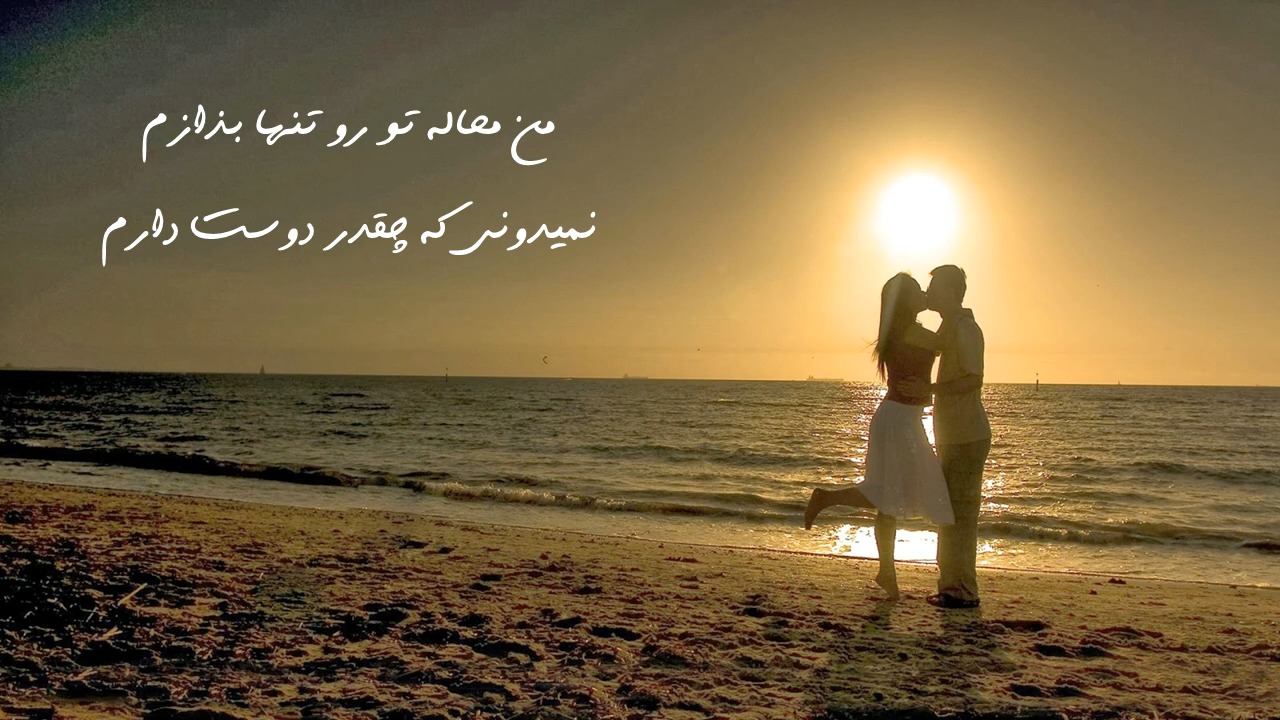 من محاله تو رو تنها بذارم
نمیدونی که چقدر دوست دارم